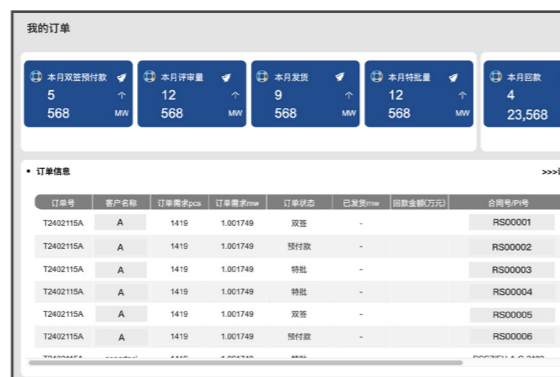 我的订单
本月双签预付款 本月评审量 本月发货 本月特批量 本月回款
5 个 12 个 9 个 12 个 4
568 MW 568 MW 568 MW 568 MW 23,568
• 订单信息 >>>
订单号 客户名称 订单需求pcs 订单需求mw 订单状态 已发货mw 回款金额(万元) 合同号/PI号
T2402115A A 1419 1.001749 双签 - RS00001
T2402115A A 1419 1.001749 预付款 - RS00002
T2402115A A 1419 1.001749 特批 - RS00003
T2402115A A 1419 1.001749 特批 - RS00004
T2402115A A 1419 1.001749 双签 - RS00005
T2402115A A 1419 1.001749 预付款 - RS00006